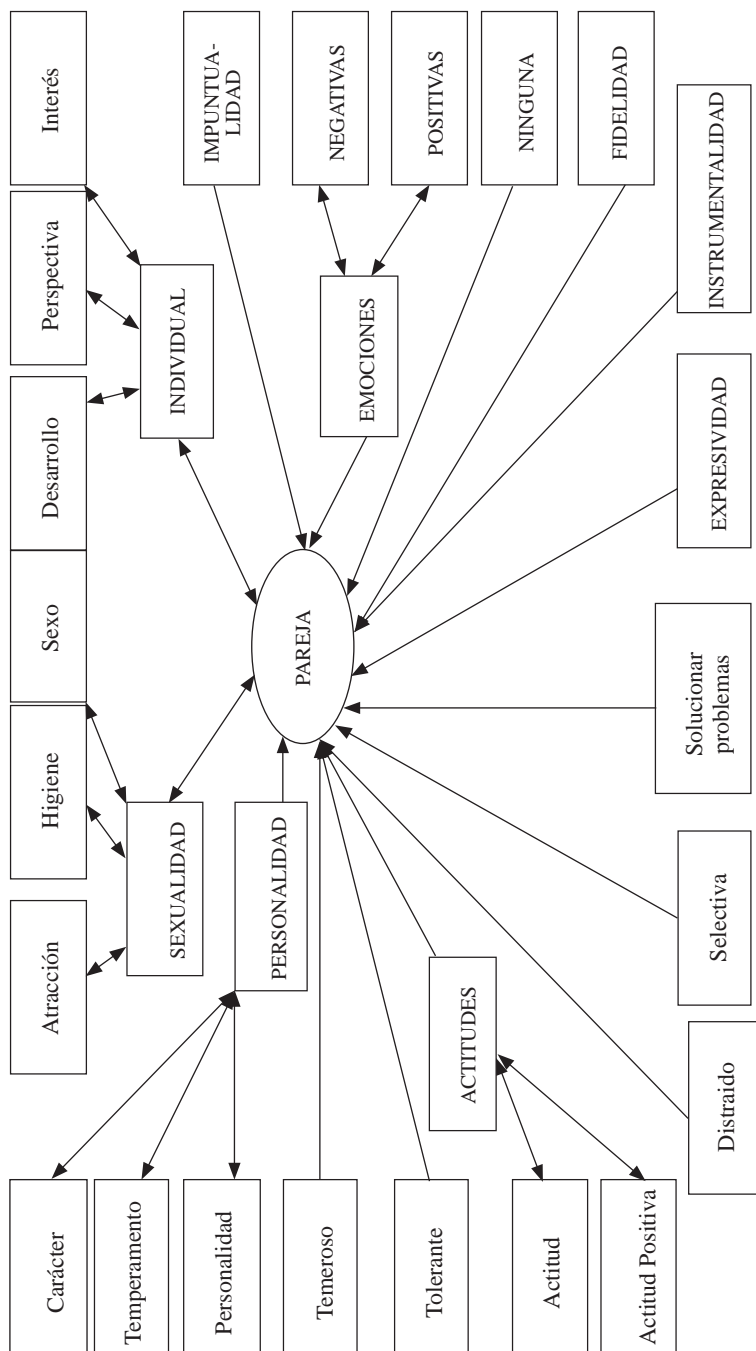 Carácter
Atracción
Higiene
Sexo
Desarrollo
Perspectiva
Interés
Temperamento
SEXUALIDAD
INDIVIDUAL
IMPUNTUA-
LIDAD
Personalidad
PERSONALIDAD
Temeroso
PAREJA
NEGATIVAS
EMOCIONES
POSITIVAS
Tolerante
ACTITUDES
NINGUNA
Actitud
FIDELIDAD
Actitud Positiva
Distraido
Selectiva
Solucionar
problemas
EXPRESIVIDAD
INSTRUMENTALIDAD